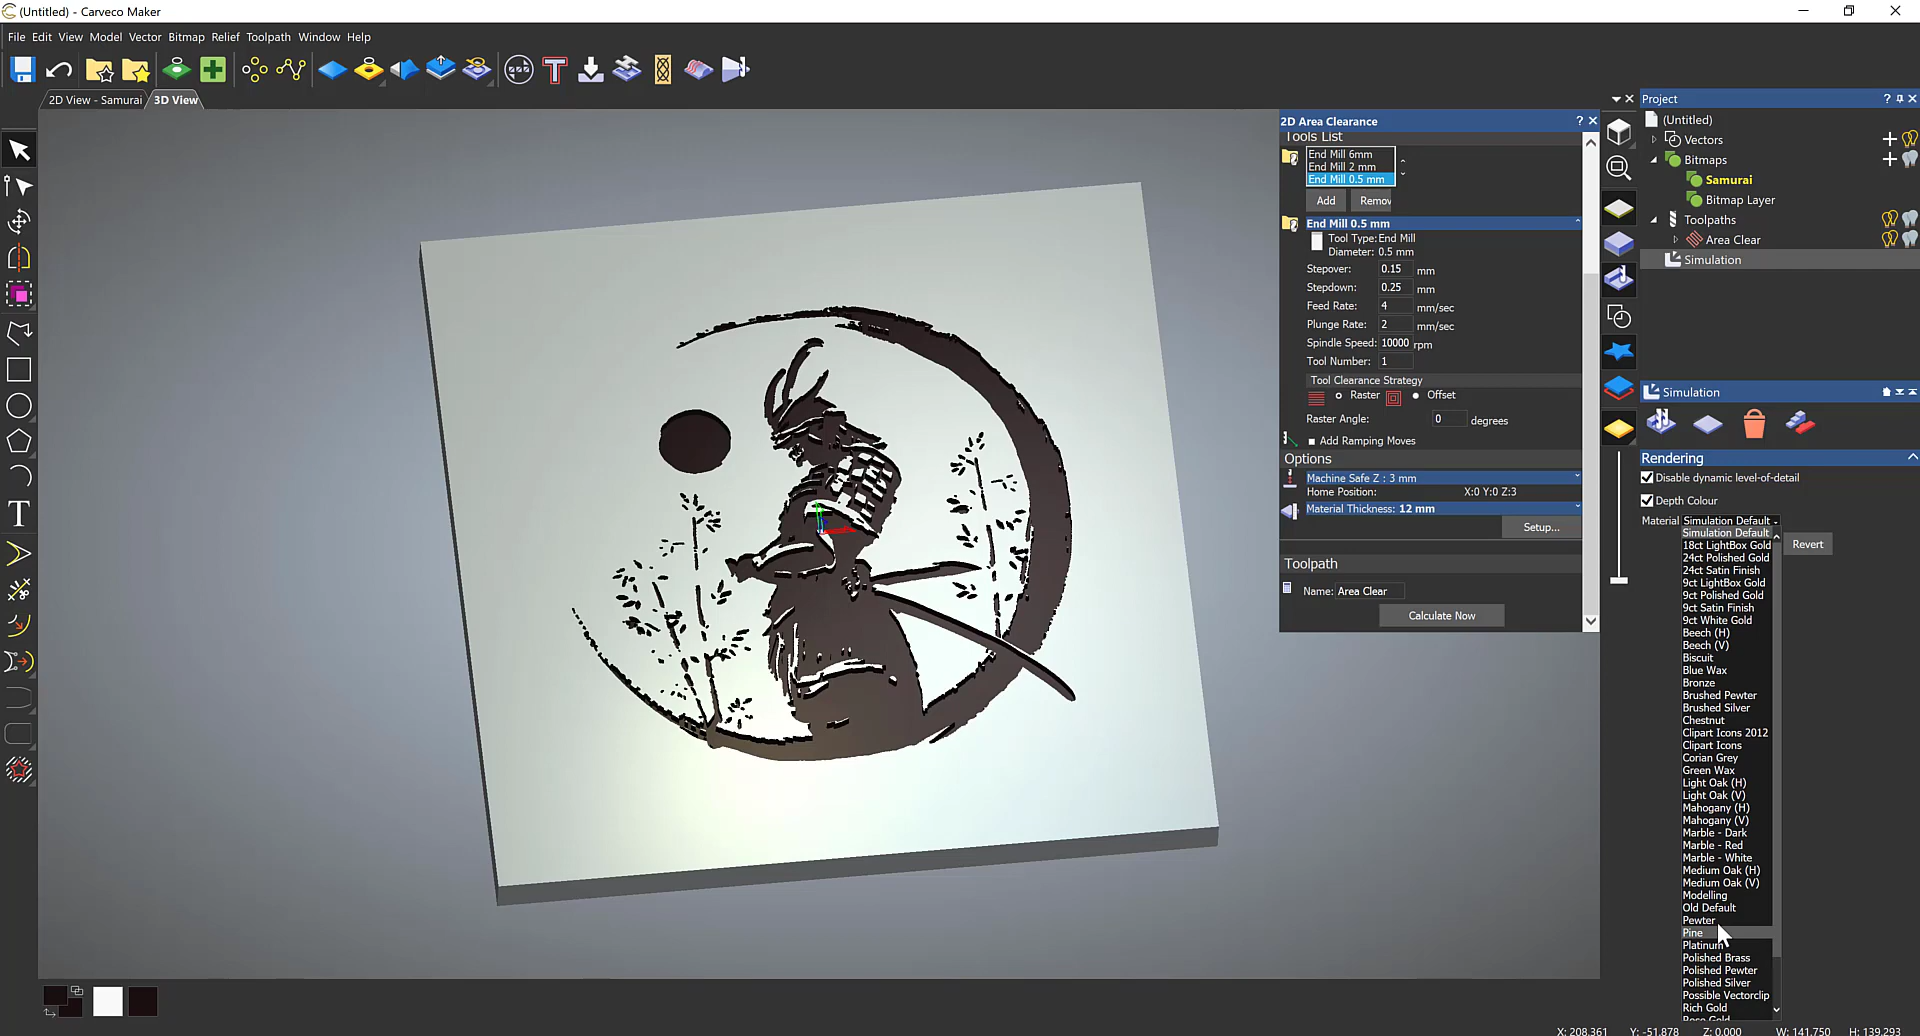 (Untitled) - Carveco Maker
File Edit View Model Vector Bitmap Relief Toolpath Window Help
2D View - Samurai 3D View
2D Area Clearance ?
Tools List
End Mill 6mm
End Mill 2 mm
End Mill 0.5 mm
Add Remov
End Mill 0.5 mm
Tool Type: End Mill
Diameter: 0.5 mm
Stepover: 0.15 mm
Stepdown: 0.25 mm
Feed Rate: 4 mm/sec
Plunge Rate: 2 mm/sec
Spindle Speed: 10000 rpm
Tool Number: 1
Tool Clearance Strategy
Raster Offset
Raster Angle: 0 degrees
Add Ramping Moves
Options
Machine Safe Z : 3 mm
Home Position: X:0 Y:0 Z:3
Material Thickness: 12 mm
Setup...
Toolpath
Name: Area Clear
Calculate Now
Project ?
(Untitled)
Vectors
Bitmaps
Samurai
Bitmap Layer
Toolpaths
Area Clear
Simulation
Simulation
Rendering
Disable dynamic level-of-detail
Depth Colour
Material Simulation Default
Revert
Simulation Default
18ct LightBox Gold
24ct Polished Gold
24ct Satin Finish
9ct LightBox Gold
9ct Polished Gold
9ct Satin Finish
9ct White Gold
Beech (H)
Beech (V)
Biscuit
Blue Wax
Bronze
Brushed Pewter
Brushed Silver
Chestnut
Clipart Icons 2012
Clipart Icons
Corian Grey
Green Wax
Light Oak (H)
Light Oak (V)
Mahogany (H)
Mahogany (V)
Marble - Dark
Marble - Red
Marble - White
Medium Oak (H)
Medium Oak (V)
Modelling
Old Default
Pewter
Pine
Platinum
Polished Brass
Polished Pewter
Polished Silver
Possible Vectorclip
Rich Gold
Rose Gold
X: 208.361 Y: -51.878 Z: 0.000 W: 141.750 H: 139.293